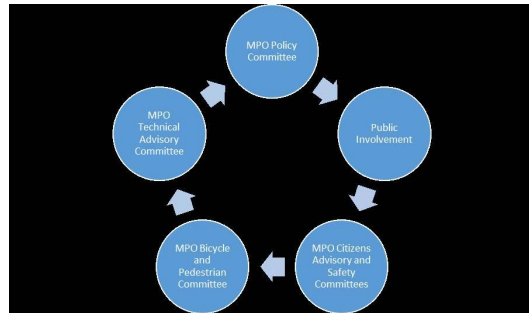 MPO Policy
Committee
Public
Involvement
MPO Citizens
Advisory and
Safety
Committees
MPO Bicycle
and
Pedestrian
Committee
MPO
Technical
Advisory
Committee